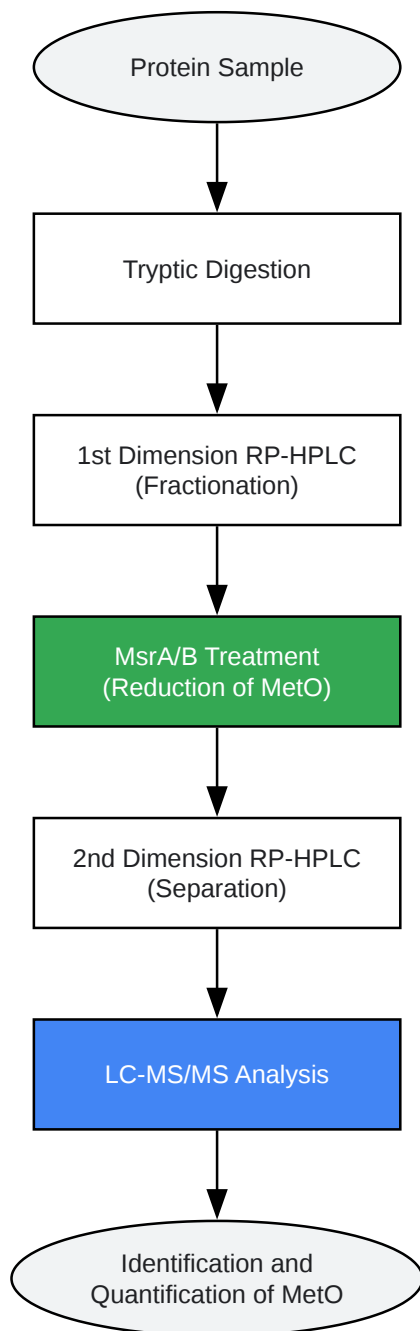 Protein Sample
Tryptic Digestion
1st Dimension RP-HPLC
(Fractionation)
MsrA/B Treatment
(Reduction of MetO)
2nd Dimension RP-HPLC
(Separation)
LC-MS/MS Analysis
Identification and
Quantification of MetO